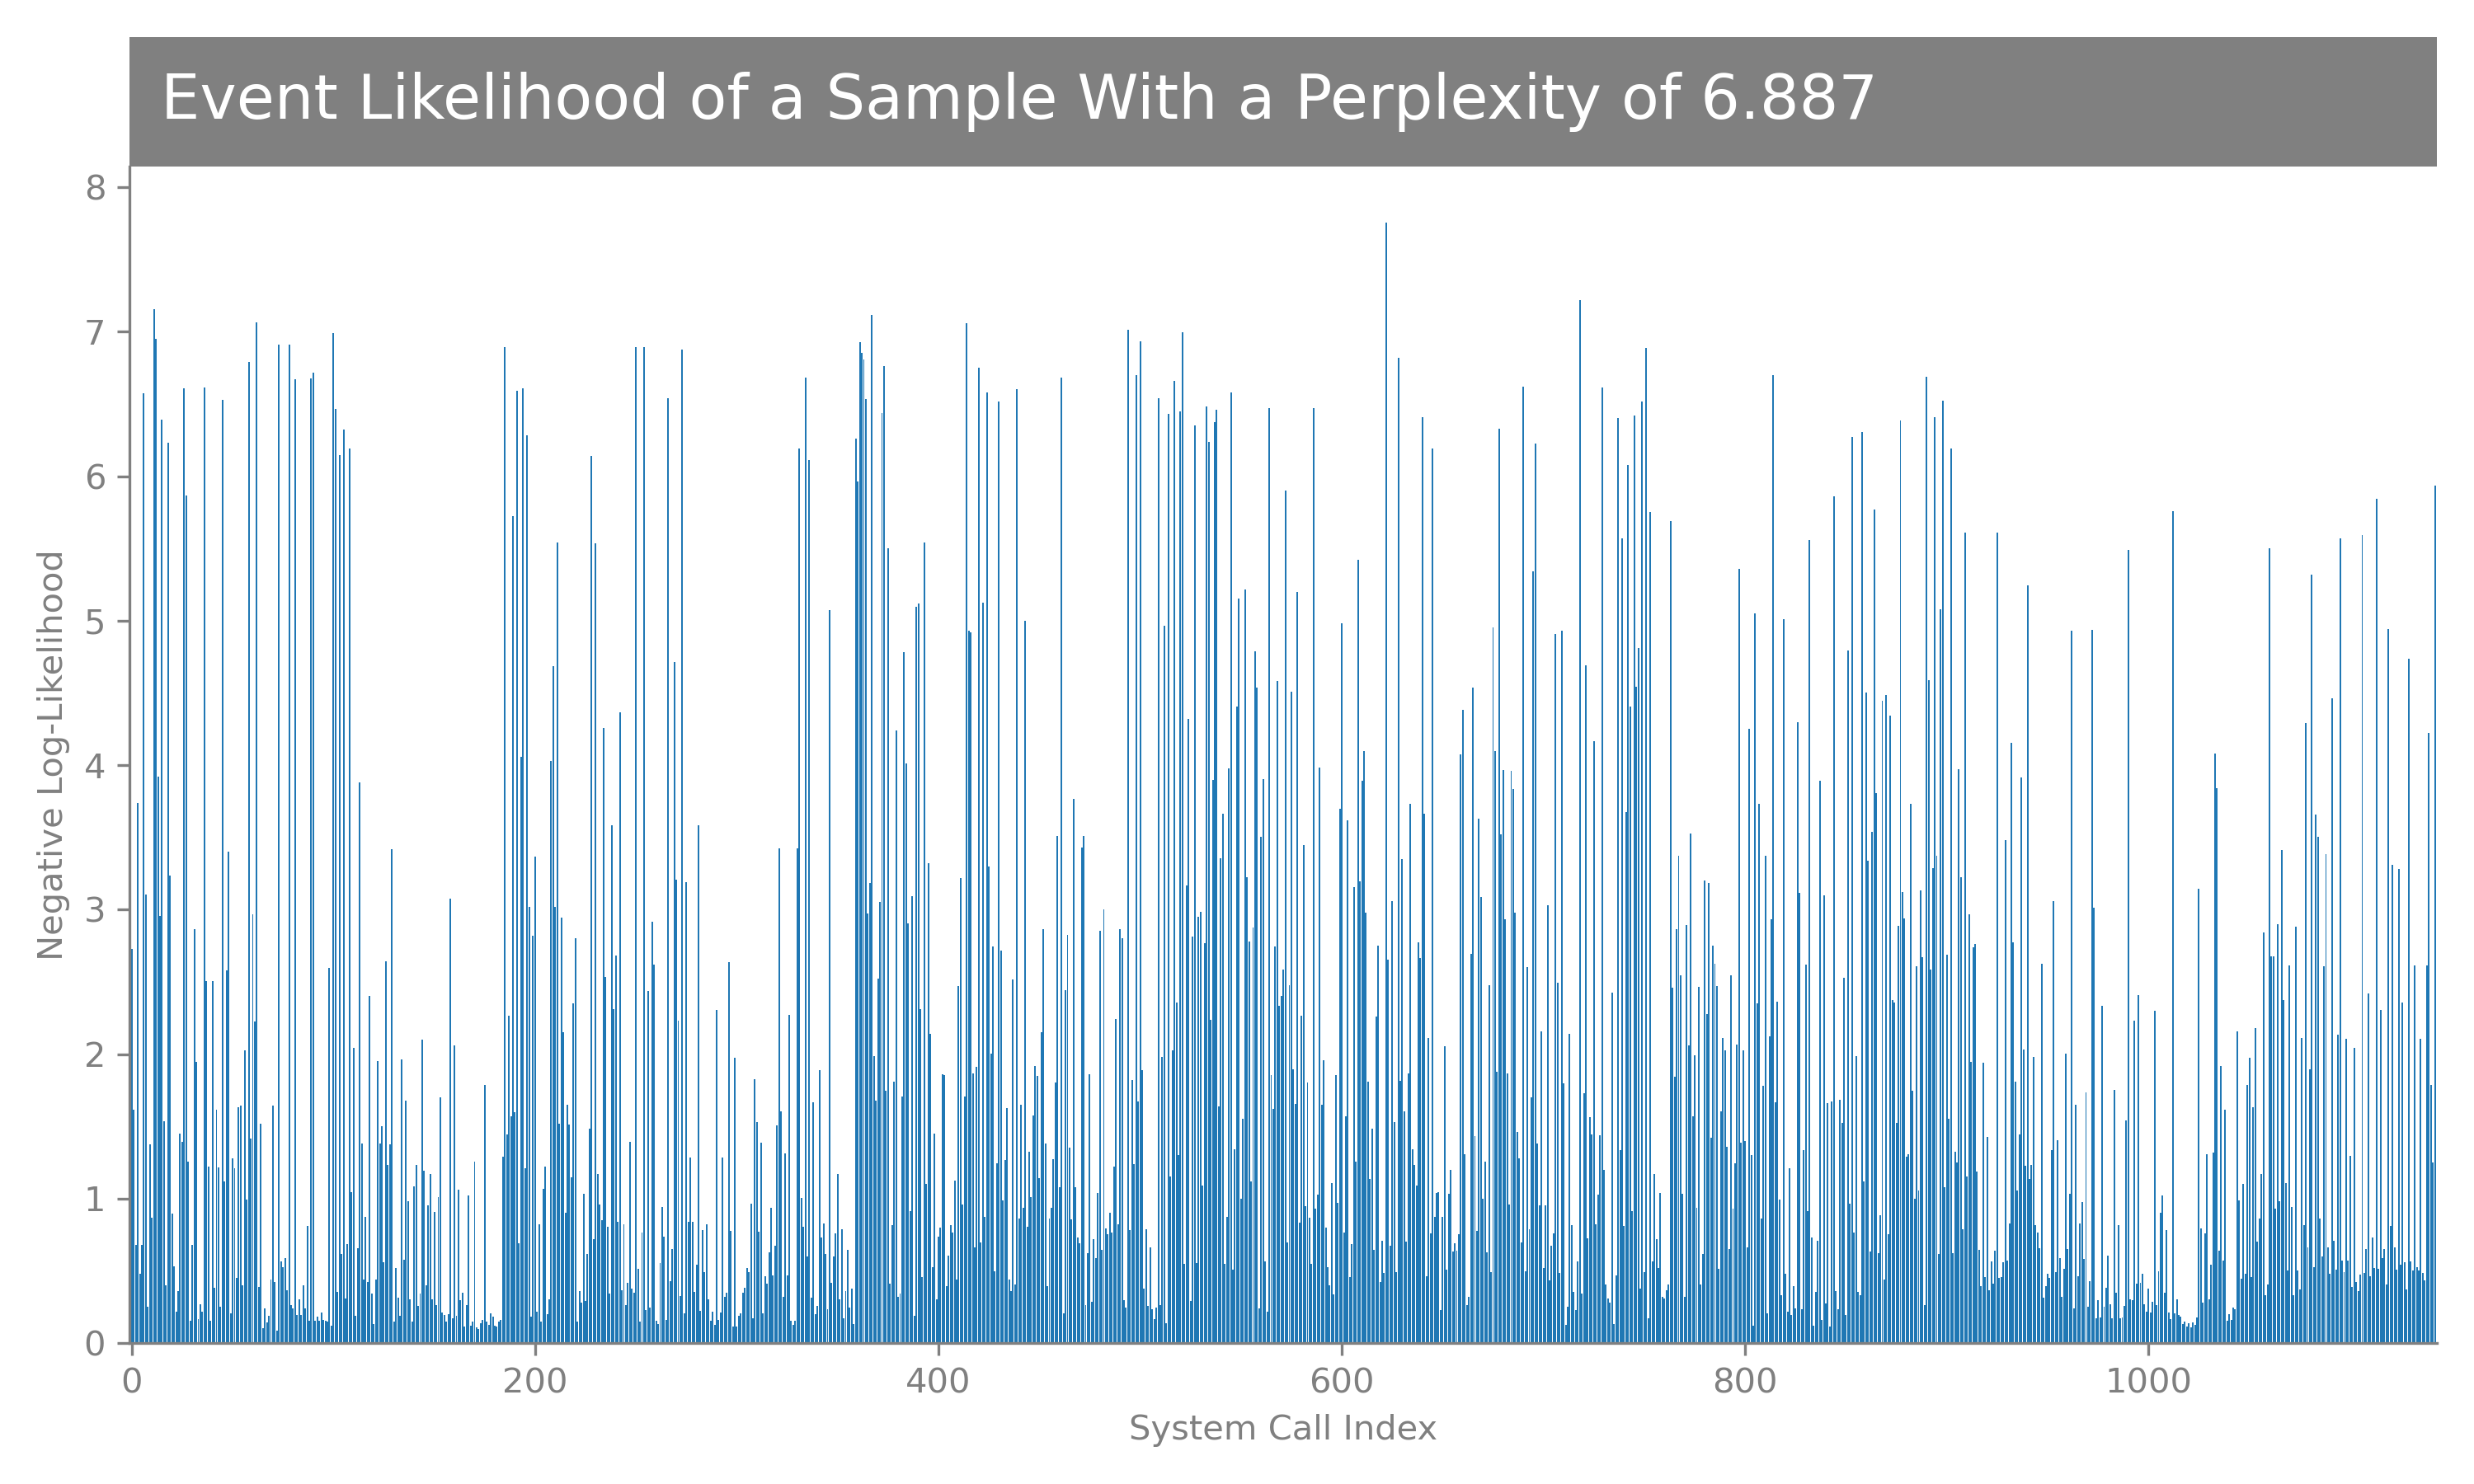 Event Likelihood of a Sample With a Perplexity of 6.887
8
7
6
5
4
3
2
1
0
Negative Log-Likelihood
0 200 400 600 800 1000
System Call Index